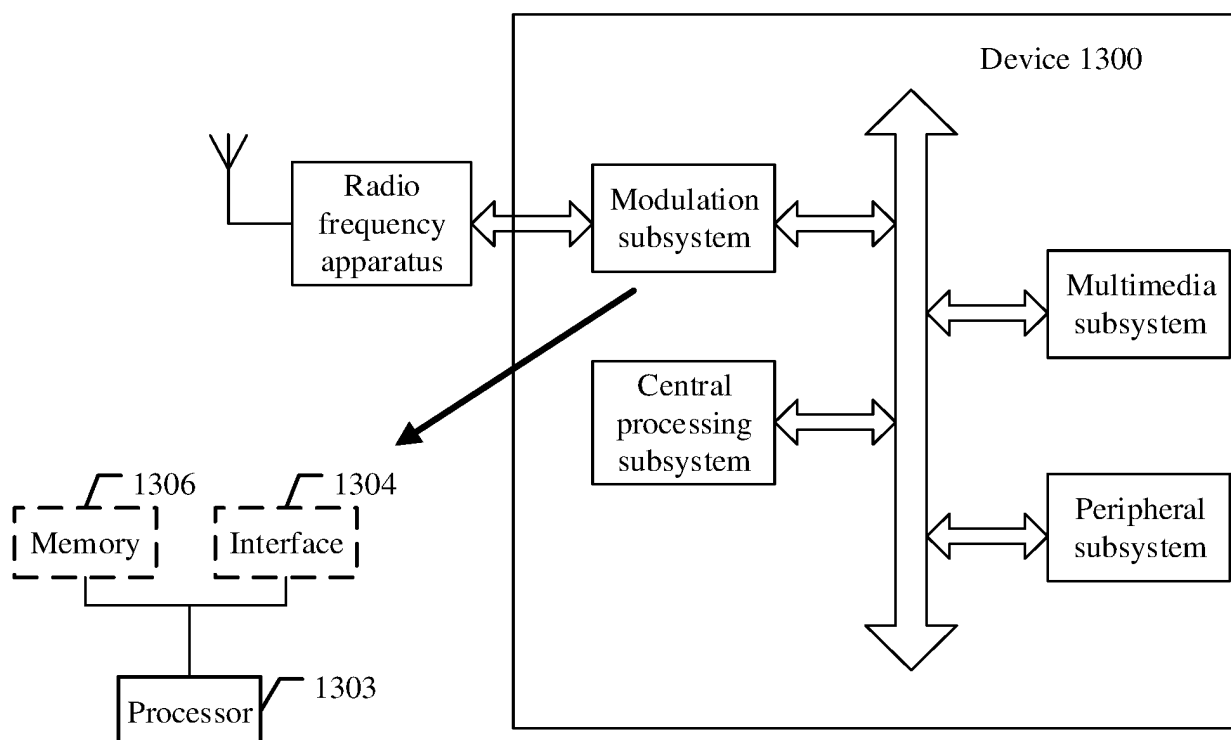 Device 1300
Radio
frequency
apparatus
Modulation
subsystem
Multimedia
subsystem
Central
processing
subsystem
1306
1304
Memory
Interface
Peripheral
subsystem
1303
Processor